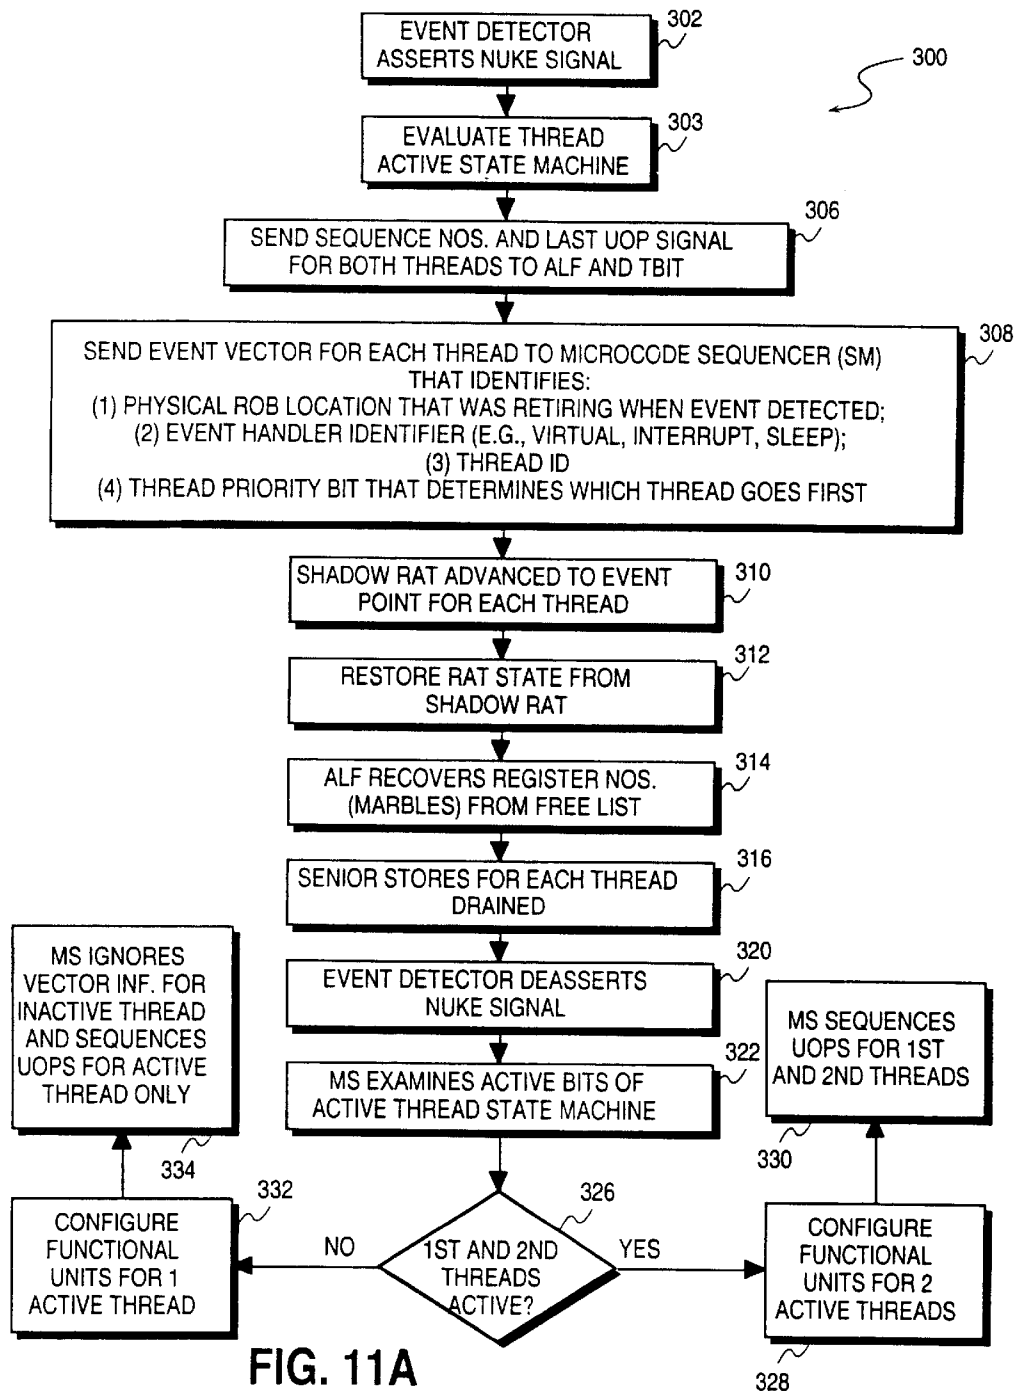 EVENT DETECTOR
ASSERTS NUKE SIGNAL
302
300
EVALUATE THREAD
ACTIVE STATE MACHINE
303
SEND SEQUENCE NOS. AND LAST UOP SIGNAL
FOR BOTH THREADS TO ALF AND TBIT
306
SEND EVENT VECTOR FOR EACH THREAD TO MICROCODE SEQUENCER (SM)
THAT IDENTIFIES:
(1) PHYSICAL ROB LOCATION THAT WAS RETIRING WHEN EVENT DETECTED;
(2) EVENT HANDLER IDENTIFIER (E.G., VIRTUAL, INTERRUPT, SLEEP);
(3) THREAD ID
(4) THREAD PRIORITY BIT THAT DETERMINES WHICH THREAD GOES FIRST
308
SHADOW RAT ADVANCED TO EVENT
POINT FOR EACH THREAD
310
RESTORE RAT STATE FROM
SHADOW RAT
312
ALF RECOVERS REGISTER NOS.
(MARBLES) FROM FREE LIST
314
SENIOR STORES FOR EACH THREAD
DRAINED
316
EVENT DETECTOR DEASSERTS
NUKE SIGNAL
320
MS EXAMINES ACTIVE BITS OF
ACTIVE THREAD STATE MACHINE
322
1ST AND 2ND
THREADS
ACTIVE?
326
NO
YES
CONFIGURE
FUNCTIONAL
UNITS FOR 1
ACTIVE THREAD
332
MS IGNORES
VECTOR INF. FOR
INACTIVE THREAD
AND SEQUENCES
UOPS FOR ACTIVE
THREAD ONLY
334
CONFIGURE
FUNCTIONAL
UNITS FOR 2
ACTIVE THREADS
328
MS SEQUENCES
UOPS FOR 1ST
AND 2ND THREADS
330
FIG. 11A